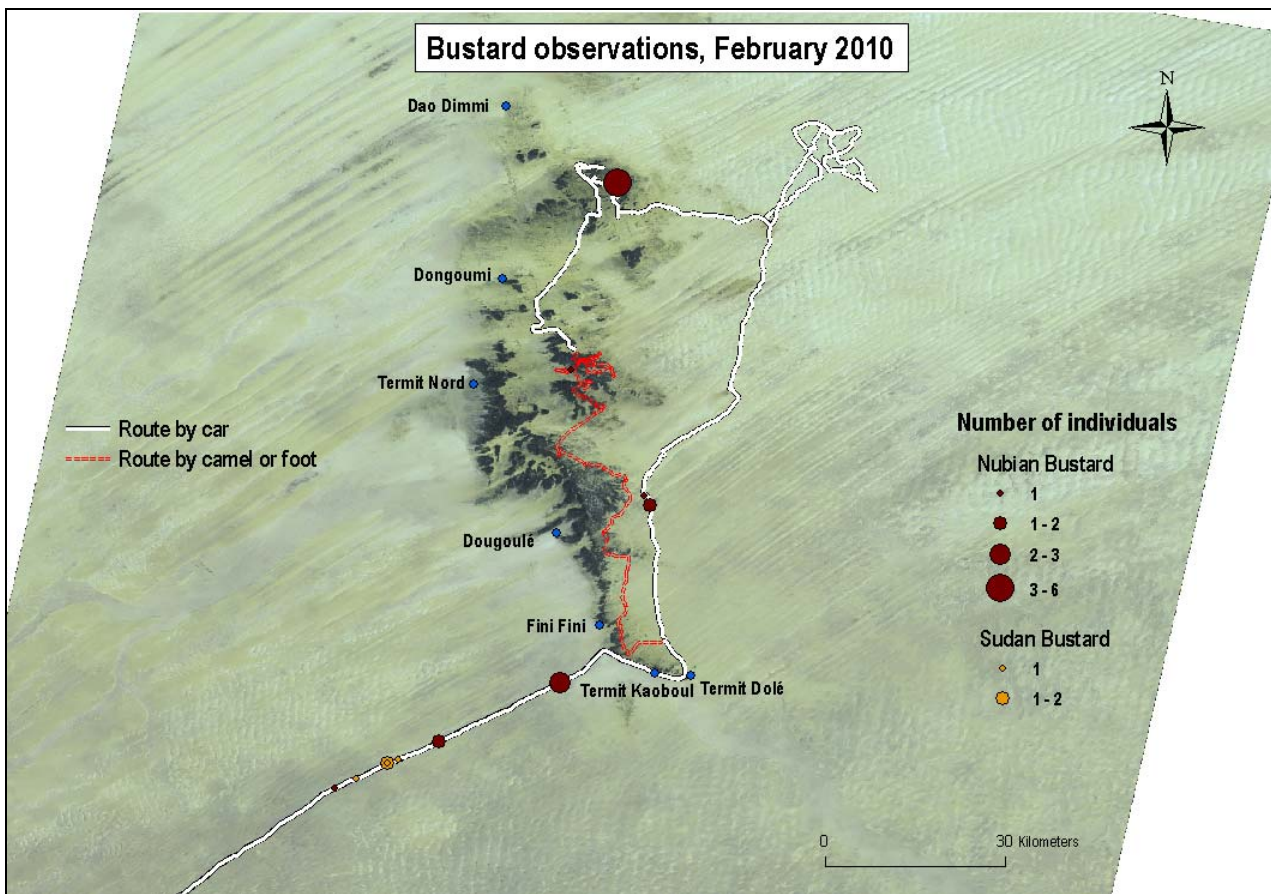 Bustard observations, February 2010
N
Dao Dimmi
Dongoumi
Termit Nord
Route by car
Route by camel or foot
Number of individuals
Nubian Bustard
1
1 - 2
2 - 3
3 - 6
Dougoulé
Fini Fini
Sudan Bustard
1
1 - 2
Termit Kaoboul
Termit Dolé
0 30 Kilometers